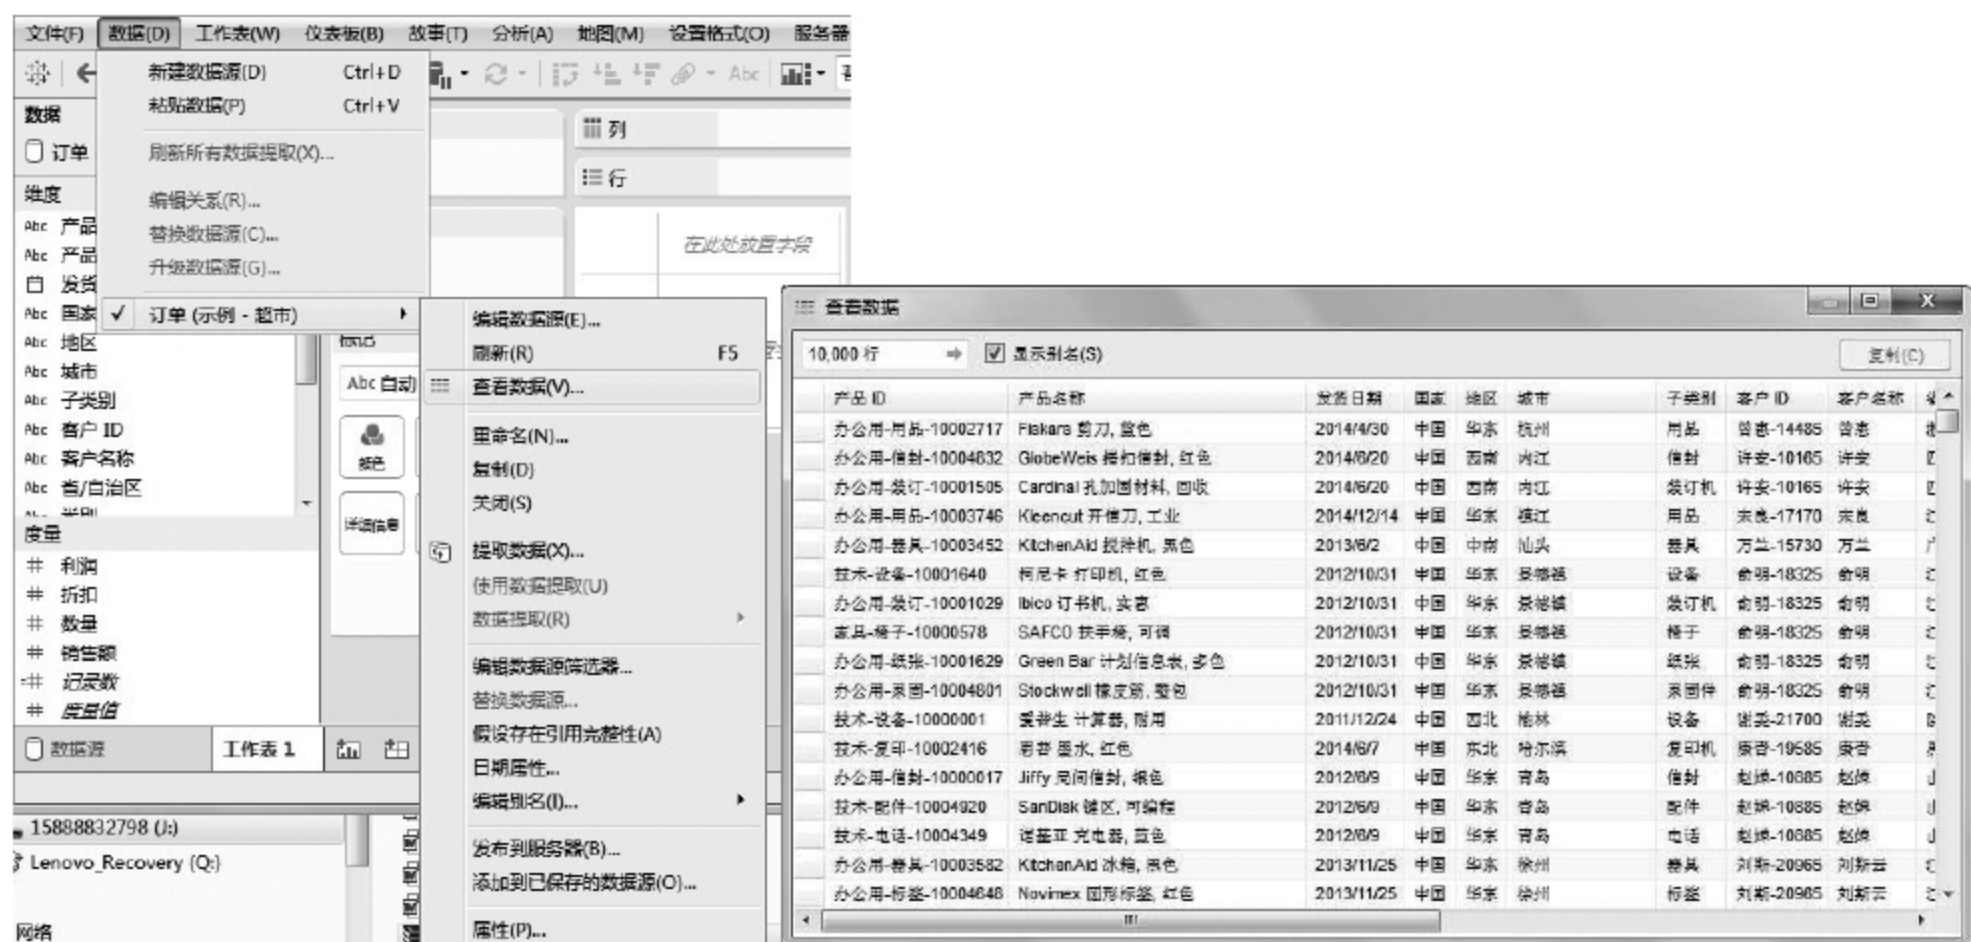 文件(F) 数据(D) 工作表(W) 仪表板(B) 故事(T) 分析(A) 地图(M) 设置格式(O) 服务器
新建数据源(D) Ctrl+D
粘贴数据(P) Ctrl+V
刷新所有数据提取(X)...
编辑关系(R)...
替换数据源(C)...
升级数据源(G)...
✓ 订单 (示例 - 超市)
Abc
数据
订单
维度
Abc 产品
Abc 产品
发货
Abc 国家
Abc 地区
Abc 城市
Abc 子类别
Abc 客户 ID
Abc 客户名称
Abc 省/自治区
Abc 类别
度量
# 利润
# 折扣
# 数量
# 销售额
=# 记录数
# 度量值
列
行
在此处放置字段
标记
Abc 自动
颜色
详细信息
数据源 工作表 1
15888832798 (J:)
Lenovo_Recovery (Q:)
网络
编辑数据源(E)...
刷新(R) F5
查看数据(V)...
重命名(N)...
复制(D)
关闭(S)
提取数据(X)...
使用数据提取(U)
数据提取(R)
编辑数据源筛选器...
替换数据源...
假设存在引用完整性(A)
日期属性...
编辑别名(I)...
发布到服务器(B)...
添加到已保存的数据源(O)...
属性(P)...
查看数据
10,000 行 显示别名(S) 复制(C)
产品 ID 产品名称 发货日期 国家 地区 城市 子类别 客户 ID 客户名称
办公用-用品-10002717 Fiskars 剪刀, 蓝色 2014/4/30 中国 华东 杭州 用品 曾惠-14485 曾惠
办公用-信封-10004832 GlobeWeis 搭扣信封, 红色 2014/6/20 中国 西南 内江 信封 许安-10165 许安
办公用-装订-10001505 Cardinal 孔加固材料, 回收 2014/6/20 中国 西南 内江 装订机 许安-10165 许安
办公用-用品-10003746 Kleencut 开信刀, 工业 2014/12/14 中国 华东 镇江 用品 宋良-17170 宋良
办公用-器具-10003452 KitchenAid 搅拌机, 黑色 2013/6/2 中国 中南 汕头 器具 万兰-15730 万兰
技术-设备-10001640 柯尼卡 打印机, 红色 2012/10/31 中国 华东 景德镇 设备 俞明-18325 俞明
办公用-装订-10001029 Ibico 订书机, 实惠 2012/10/31 中国 华东 景德镇 装订机 俞明-18325 俞明
家具-椅子-10000578 SAFCO 扶手椅, 可调 2012/10/31 中国 华东 景德镇 椅子 俞明-18325 俞明
办公用-纸张-10001629 Green Bar 计划信息表, 多色 2012/10/31 中国 华东 景德镇 纸张 俞明-18325 俞明
办公用-系固-10004801 Stockwell 橡皮筋, 整包 2012/10/31 中国 华东 景德镇 系固件 俞明-18325 俞明
技术-设备-10000001 爱普生 计算器, 耐用 2011/12/24 中国 西北 榆林 设备 谢雯-21700 谢雯
技术-复印-10002416 惠普 墨水, 红色 2014/6/7 中国 东北 哈尔滨 复印机 康青-19585 康青
办公用-信封-10000017 Jiffy 局间信封, 银色 2012/6/9 中国 华东 青岛 信封 赵婵-10885 赵婵
技术-配件-10004920 SanDisk 键区, 可编程 2012/6/9 中国 华东 青岛 配件 赵婵-10885 赵婵
技术-电话-10004349 诺基亚 充电器, 蓝色 2012/6/9 中国 华东 青岛 电话 赵婵-10885 赵婵
办公用-器具-10003582 KitchenAid 冰箱, 黑色 2013/11/25 中国 华东 徐州 器具 刘斯-20965 刘斯云
办公用-标签-10004648 Novimex 圆形标签, 红色 2013/11/25 中国 华东 徐州 标签 刘斯-20965 刘斯云